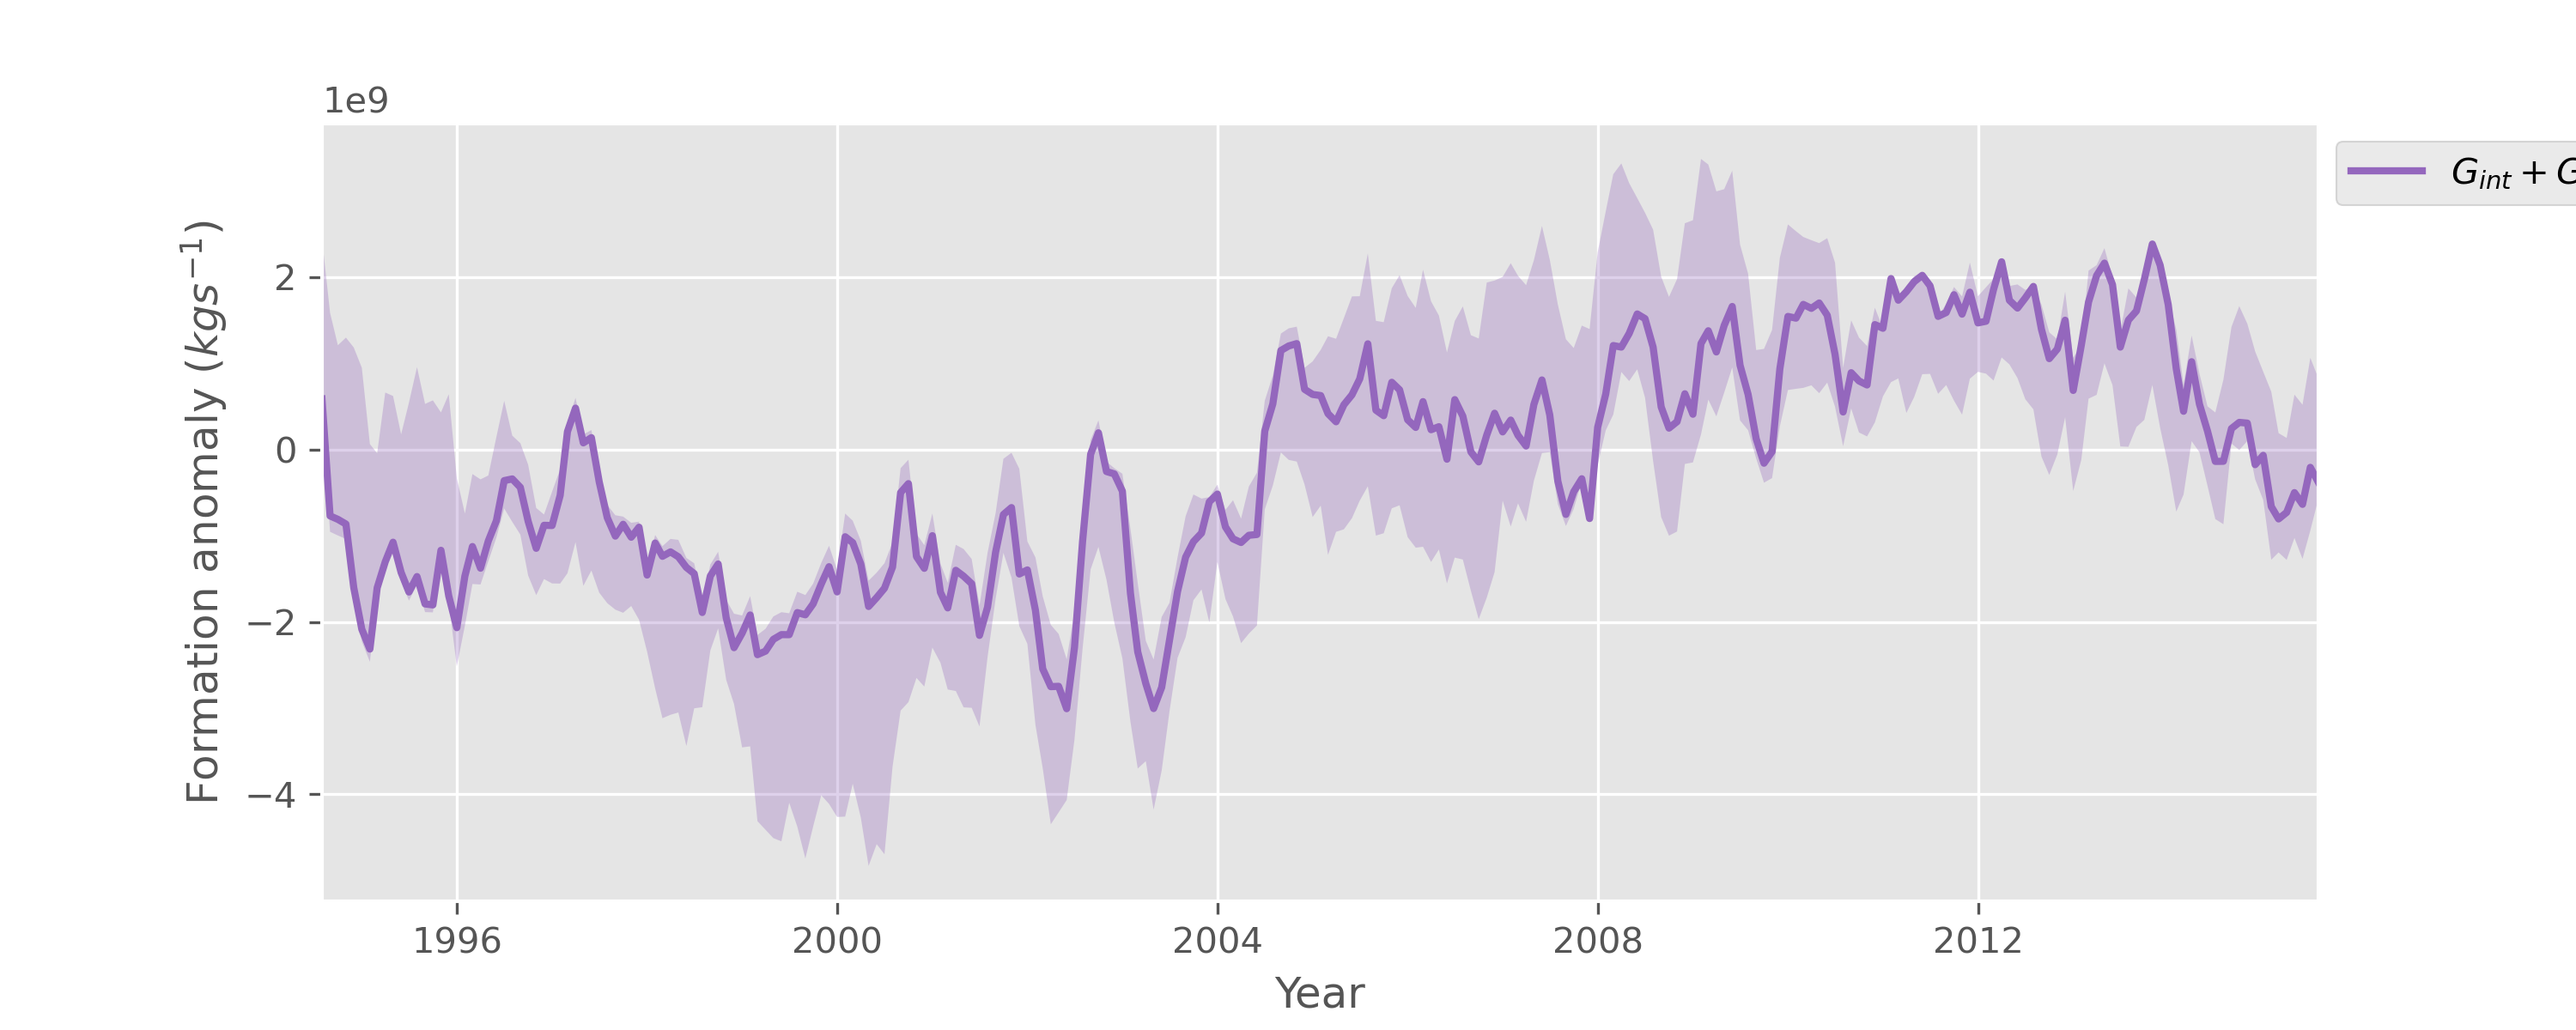 1e9
G_int + G
Formation anomaly (kgs⁻¹)
2
0
−2
−4
1996 2000 2004 2008 2012
Year